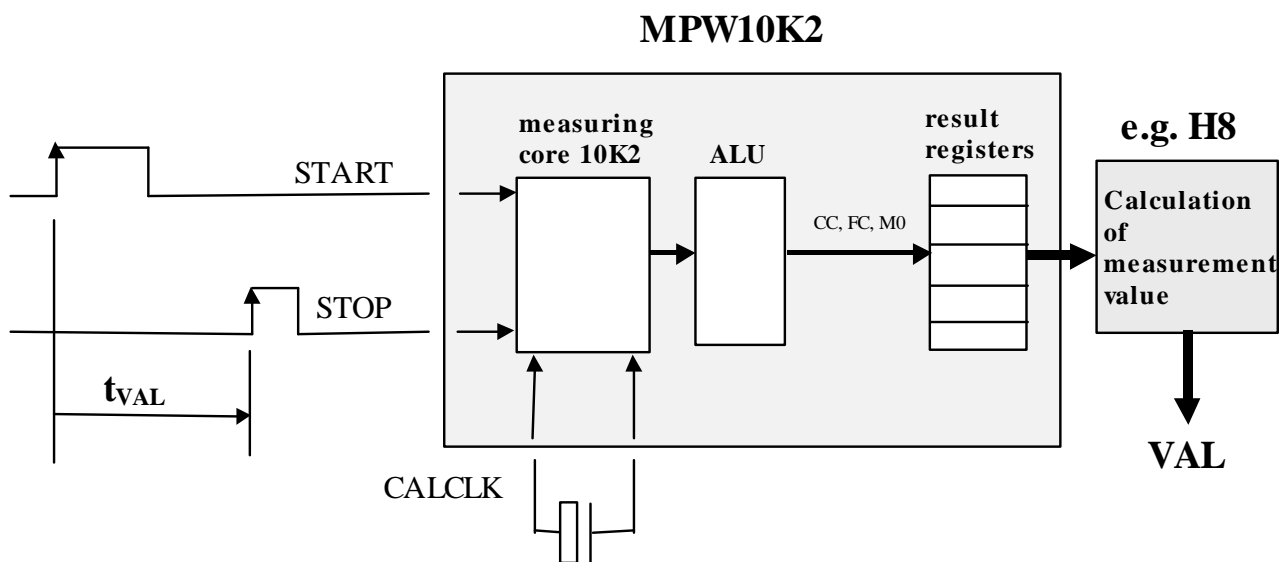 MPW10K2
measuring
core 10K2
ALU
result
registers
e.g. H8
START
CC, FC, M0
Calculation
of
measurement
value
STOP
tVAL
CALCLK
VAL